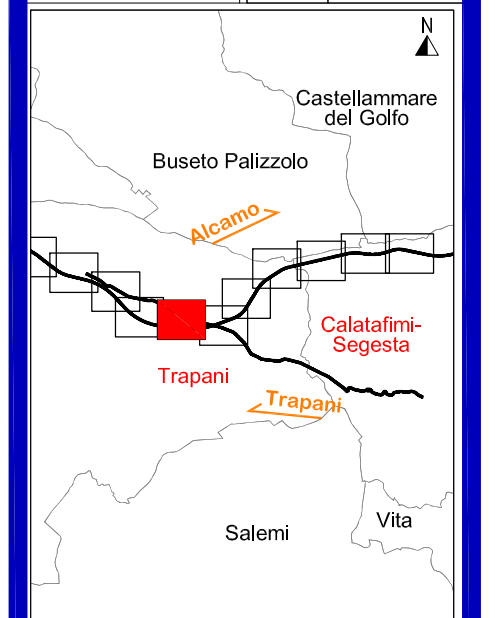 N
Castellammare
del Golfo
Buseto Palizzolo
Alcamo
Calatafimi-
Segesta
Trapani
Trapani
Vita
Salemi